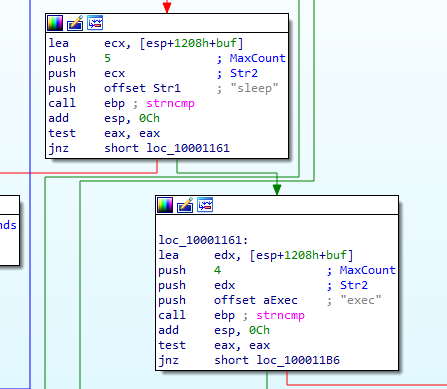 lea     ecx, [esp+1208h+buf]
push    5               ; MaxCount
push    ecx             ; Str2
push    offset Str1     ; "sleep"
call    ebp ; strncmp
add     esp, 0Ch
test    eax, eax
jnz     short loc_10001161
nds
loc_10001161:
lea     edx, [esp+1208h+buf]
push    4               ; MaxCount
push    edx             ; Str2
push    offset aExec    ; "exec"
call    ebp ; strncmp
add     esp, 0Ch
test    eax, eax
jnz     short loc_100011B6